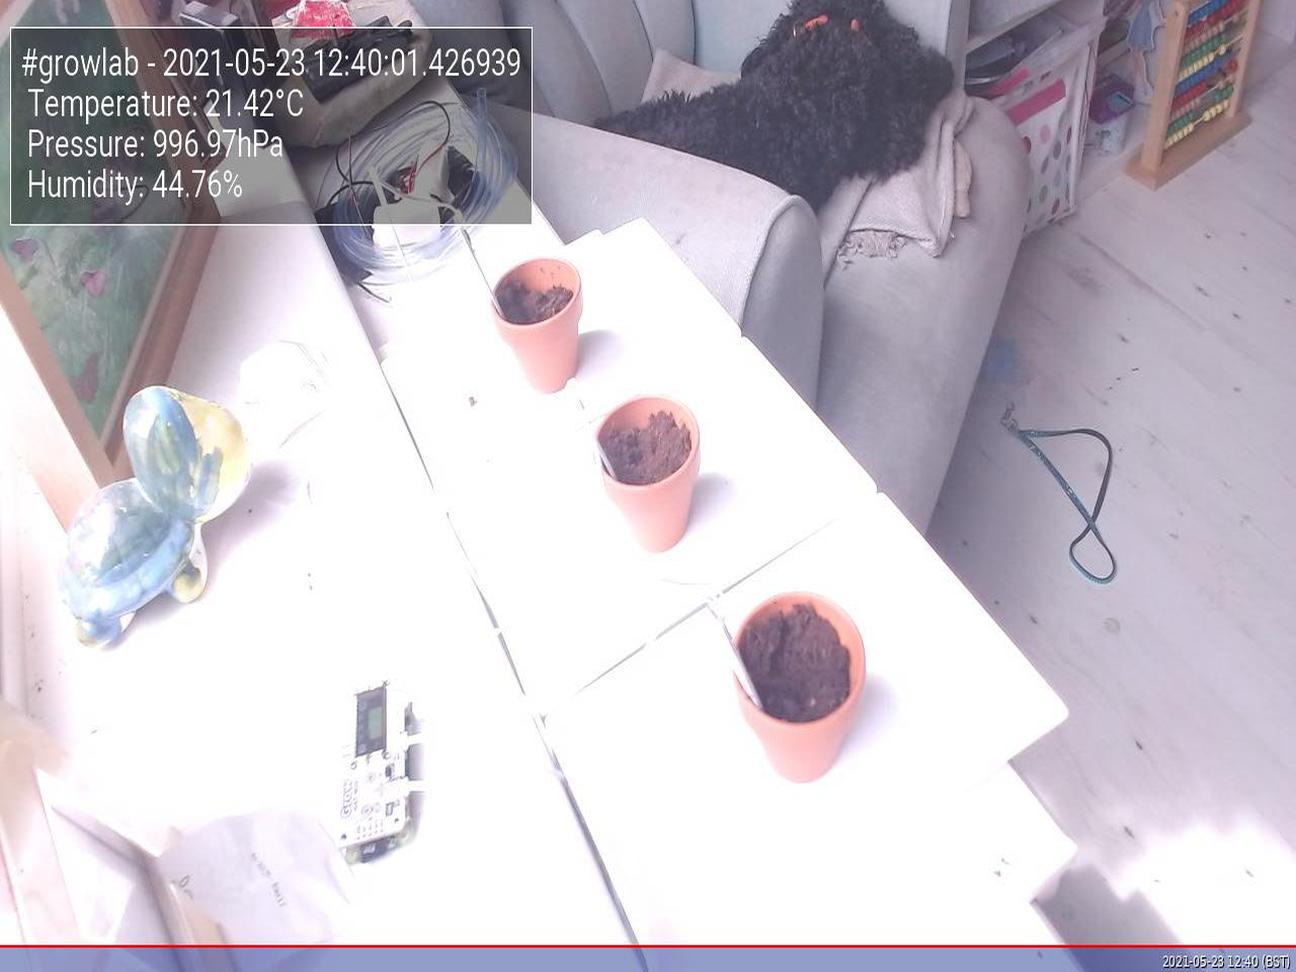 #growlab - 2021-05-23 12:40:01.426939
Temperature: 21.42°C
Pressure: 996.97hPa
Humidity: 44.76%
2021-05-23 12:40 (BST)